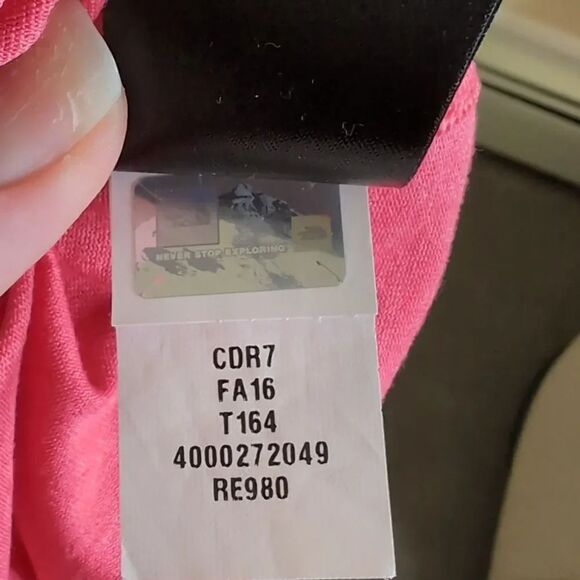 NEVER STOP EXPLORING
CDR7
FA16
T164
4000272049
RE980